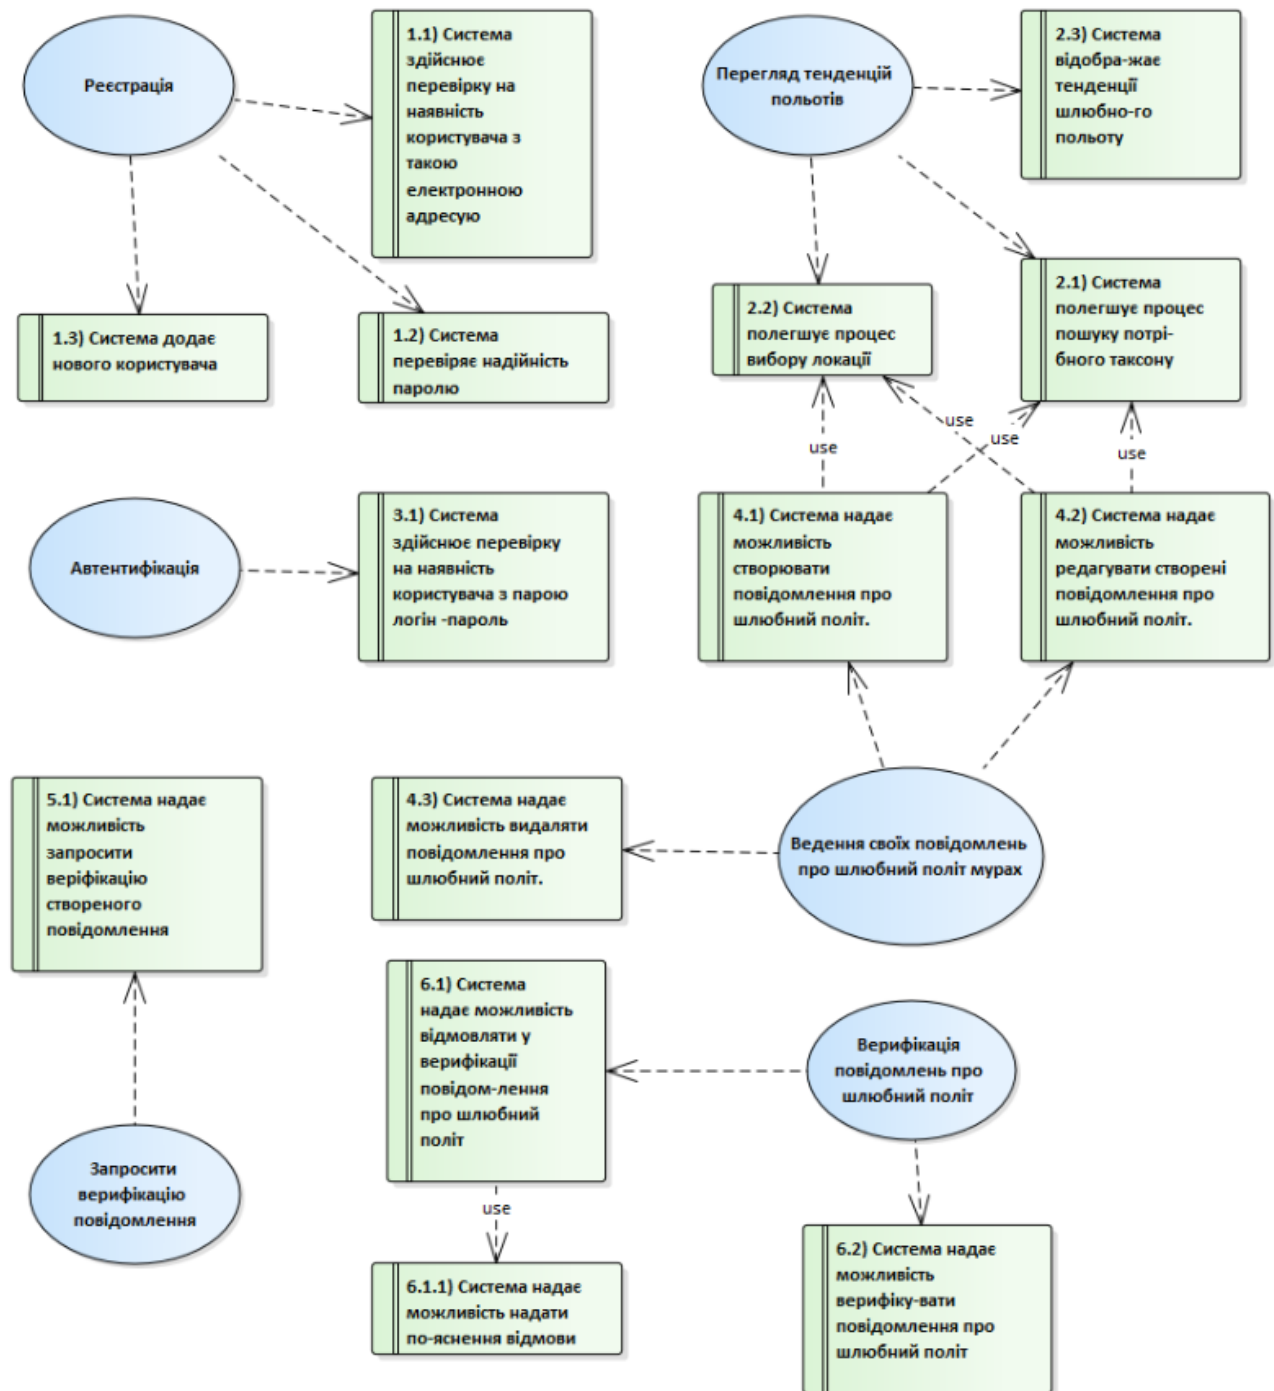 Реєстрація
1.1) Система
здійснює
перевірку на
наявність
користувача з
такою
електронною
адресую
1.3) Система додає
нового користувача
1.2) Система
перевіряє надійність
паролю
Перегляд тенденцій
польотів
2.3) Система
відобра-жає
тенденції
шлюбно-го
польоту
2.2) Система
полегшує процес
вибору локації
2.1) Система
полегшує процес
пошуку потрі-
бного таксону
use
use
use
use
Автентифікація
3.1) Система
здійснює перевірку
на наявність
користувача з парою
логін -пароль
4.1) Система надає
можливість
створювати
повідомлення про
шлюбний політ.
4.2) Система надає
можливість
редагувати створені
повідомлення про
шлюбний політ.
5.1) Система надає
можливість
запросити
веріфікацію
створеного
повідомлення
4.3) Система надає
можливість видаляти
повідомлення про
шлюбний політ.
Ведення своїх повідомлень
про шлюбний політ мурах
6.1) Система
надає можливість
відмовляти у
верифікації
повідом-лення
про шлюбний
політ
Верифікація
повідомлень про
шлюбний політ
Запросити
верифікацію
повідомлення
use
6.1.1) Система надає
можливість надати
по-яснення відмови
6.2) Система надає
можливість
верифіку-вати
повідомлення про
шлюбний політ